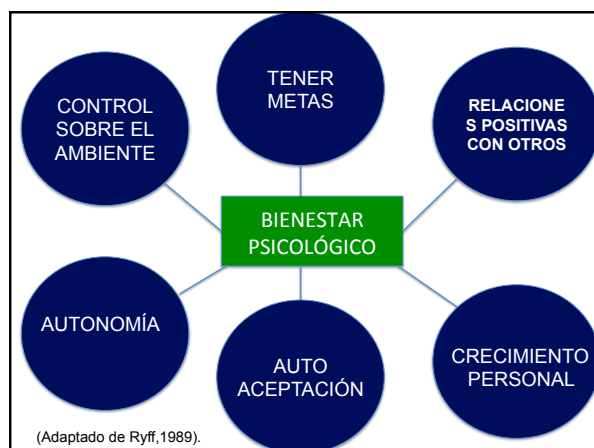 TENER
METAS
CONTROL
SOBRE EL
AMBIENTE
RELACIONE
S POSITIVAS
CON OTROS
BIENESTAR
PSICOLÓGICO
AUTONOMÍA
AUTO
ACEPTACIÓN
CRECIMIENTO
PERSONAL
(Adaptado de Ryff,1989).